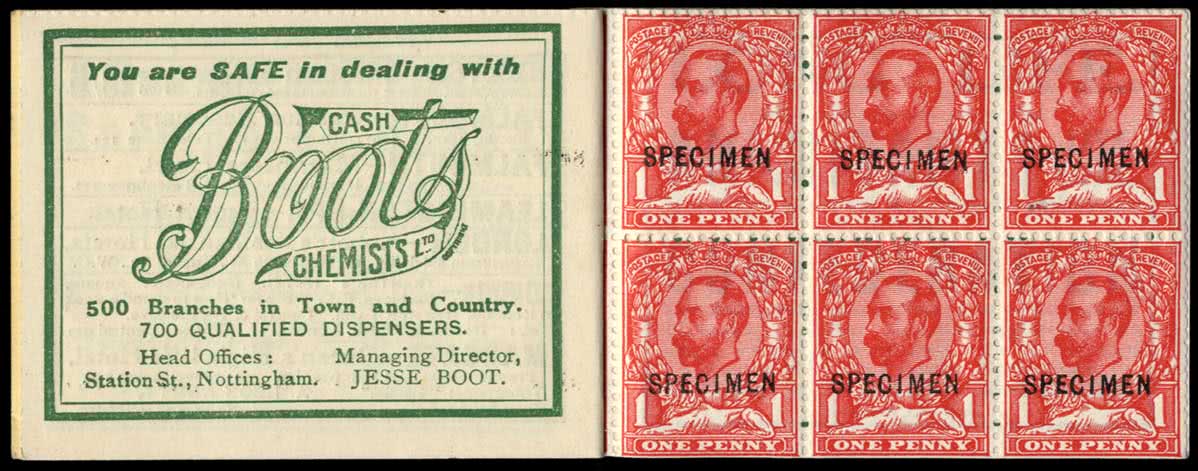 You are SAFE in dealing with
CASH
Boots
CHEMISTS LTD
500 Branches in Town and Country.
700 QUALIFIED DISPENSERS.
Head Offices: Managing Director,
Station St., Nottingham. JESSE BOOT.
POSTAGE REVENUE POSTAGE REVENUE POSTAGE REVENUE
SPECIMEN SPECIMEN SPECIMEN
1 1 1 1 1 1
ONE PENNY ONE PENNY ONE PENNY
POSTAGE REVENUE POSTAGE REVENUE POSTAGE REVENUE
SPECIMEN SPECIMEN SPECIMEN
1 1 1 1 1 1
ONE PENNY ONE PENNY ONE PENNY